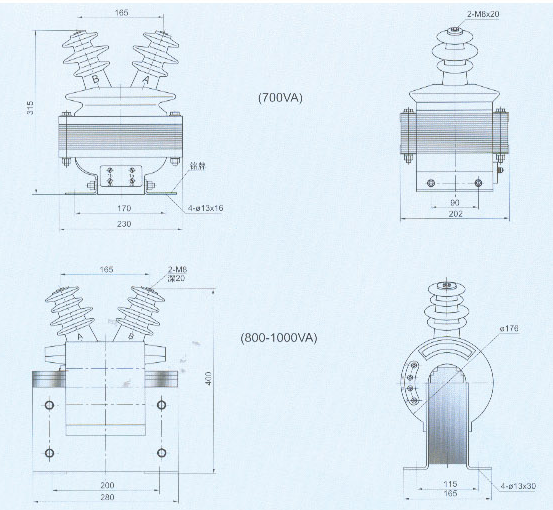 165
2-M8x20
B
A
315
(700VA)
铭牌
170
4-ø13x16
230
90
202
165
2-M8
深20
A
B
(800-1000VA)
ø176
400
200
280
115
165
4-ø13x30